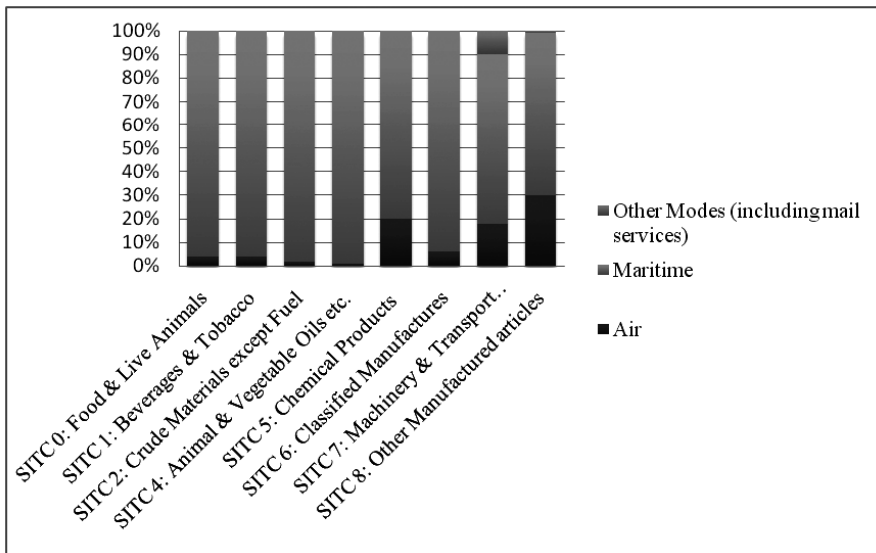 100%
90%
80%
70%
60%
50%
40%
30%
20%
10%
0%
SITC 0: Food & Live Animals
SITC 1: Beverages & Tobacco
SITC 2: Crude Materials except Fuel
SITC 4: Animal & Vegetable Oils etc.
SITC 5: Chemical Products
SITC 6: Classified Manufactures
SITC 7: Machinery & Transport..
SITC 8: Other Manufactured articles
Other Modes (including mail
services)
Maritime
Air